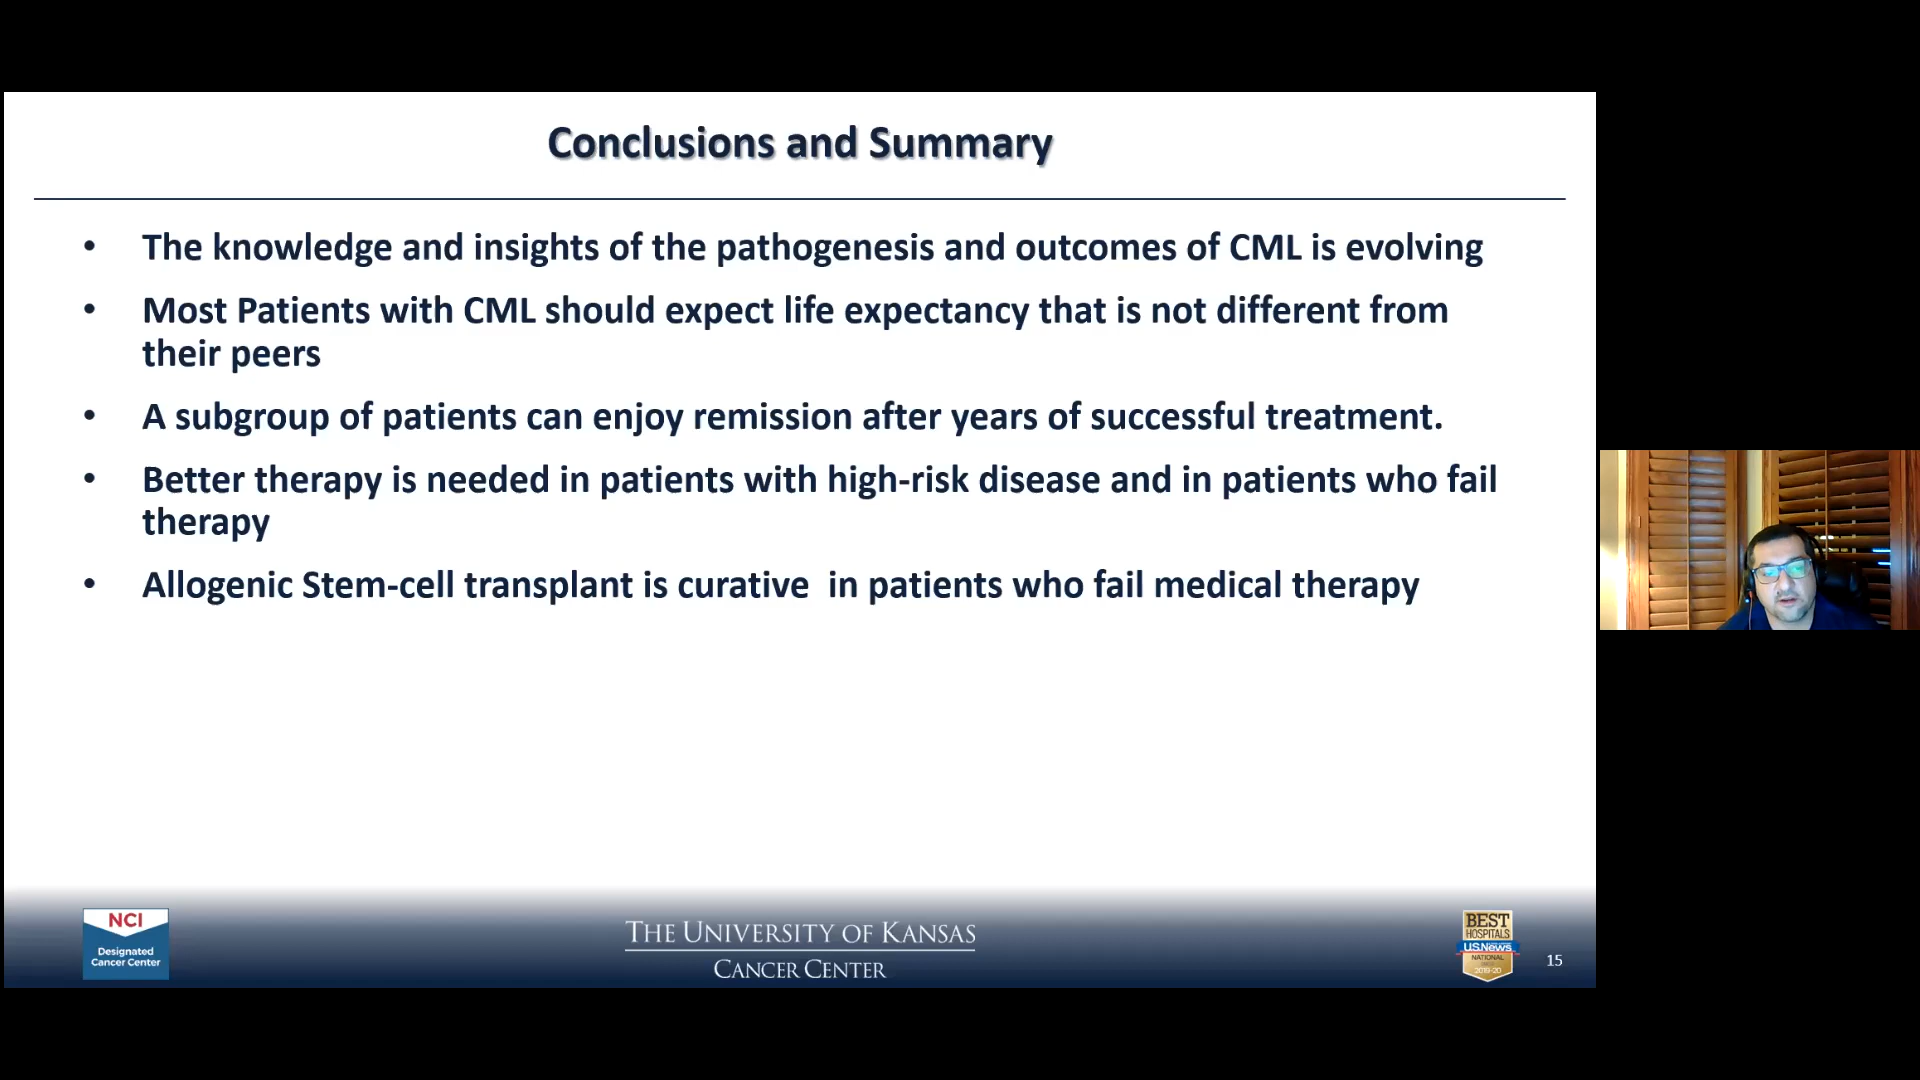 Conclusions and Summary
• The knowledge and insights of the pathogenesis and outcomes of CML is evolving
• Most Patients with CML should expect life expectancy that is not different from
their peers
• A subgroup of patients can enjoy remission after years of successful treatment.
• Better therapy is needed in patients with high-risk disease and in patients who fail
therapy
• Allogenic Stem-cell transplant is curative  in patients who fail medical therapy
NCI
Designated
Cancer Center
THE UNIVERSITY OF KANSAS
CANCER CENTER
BEST
HOSPITALS
U.S.News
NATIONAL
2019-20
15